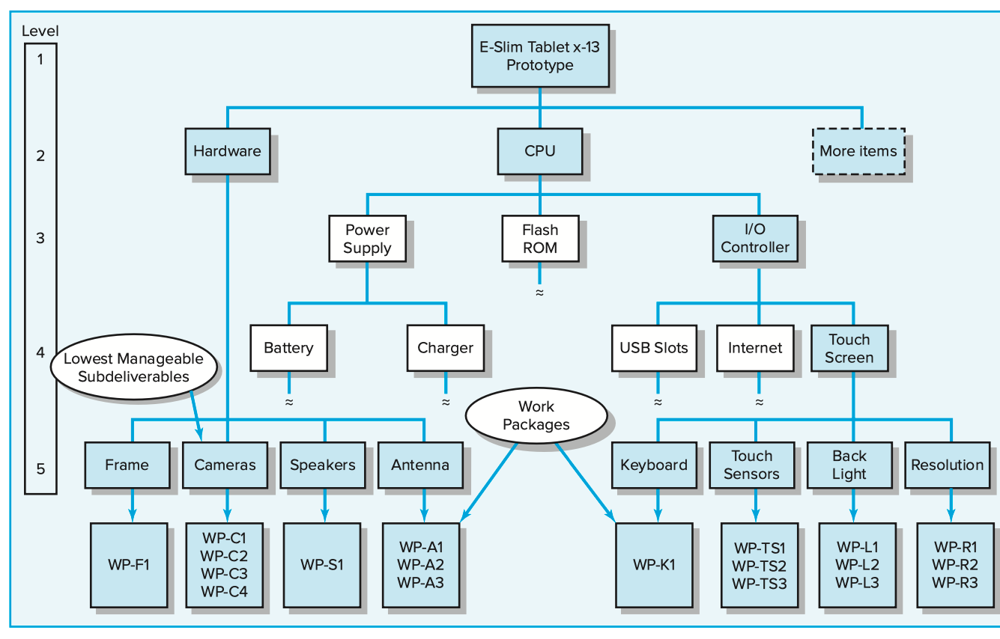 Level
1
E-Slim Tablet x-13
Prototype
2
Hardware
CPU
More items
3
Power
Supply
Flash
ROM
I/O
Controller
≈
4
Battery
Charger
USB Slots
Internet
Touch
Screen
Lowest Manageable
Subdeliverables
≈
≈
≈
≈
Work
Packages
5
Frame
Cameras
Speakers
Antenna
Keyboard
Touch
Sensors
Back
Light
Resolution
WP-F1
WP-C1
WP-C2
WP-C3
WP-C4
WP-S1
WP-A1
WP-A2
WP-A3
WP-K1
WP-TS1
WP-TS2
WP-TS3
WP-L1
WP-L2
WP-L3
WP-R1
WP-R2
WP-R3